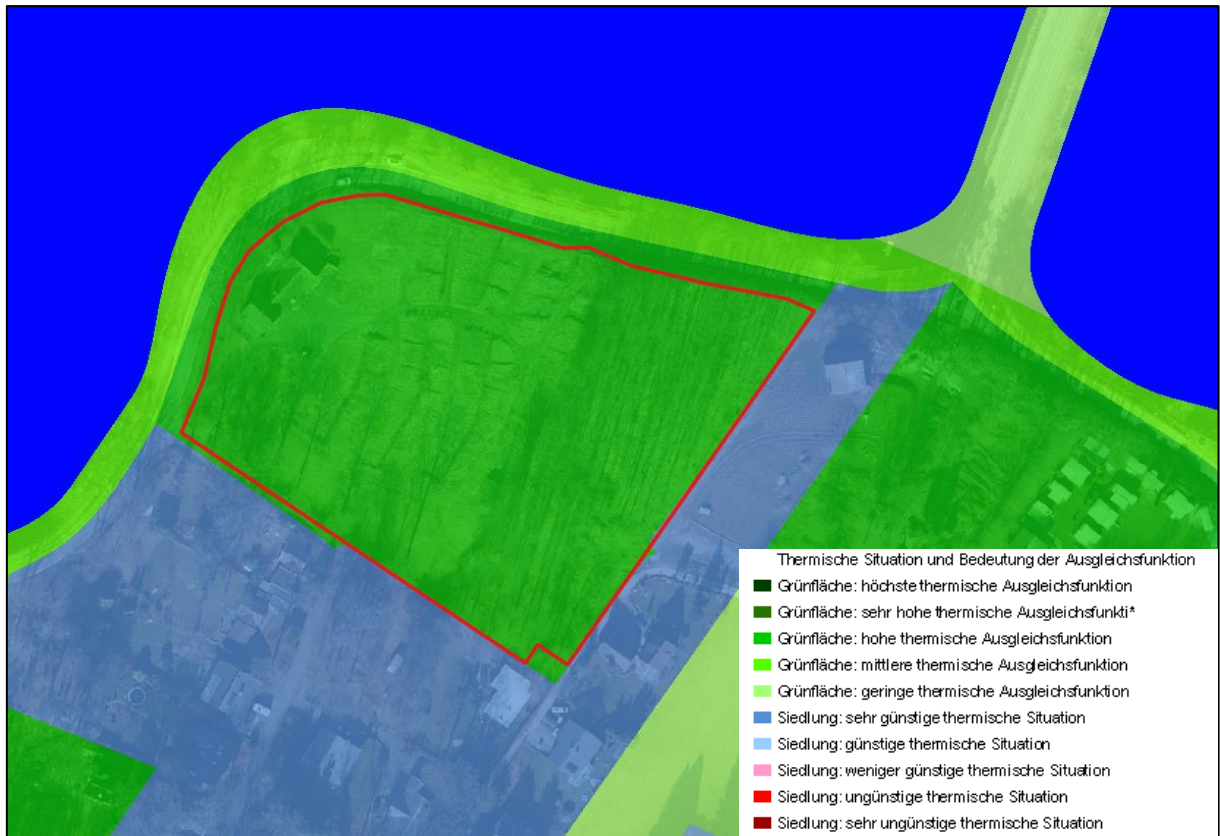 Thermische Situation und Bedeutung der Ausgleichsfunktion
Grünfläche: höchste thermische Ausgleichsfunktion
Grünfläche: sehr hohe thermische Ausgleichsfunkti*
Grünfläche: hohe thermische Ausgleichsfunktion
Grünfläche: mittlere thermische Ausgleichsfunktion
Grünfläche: geringe thermische Ausgleichsfunktion
Siedlung: sehr günstige thermische Situation
Siedlung: günstige thermische Situation
Siedlung: weniger günstige thermische Situation
Siedlung: ungünstige thermische Situation
Siedlung: sehr ungünstige thermische Situation